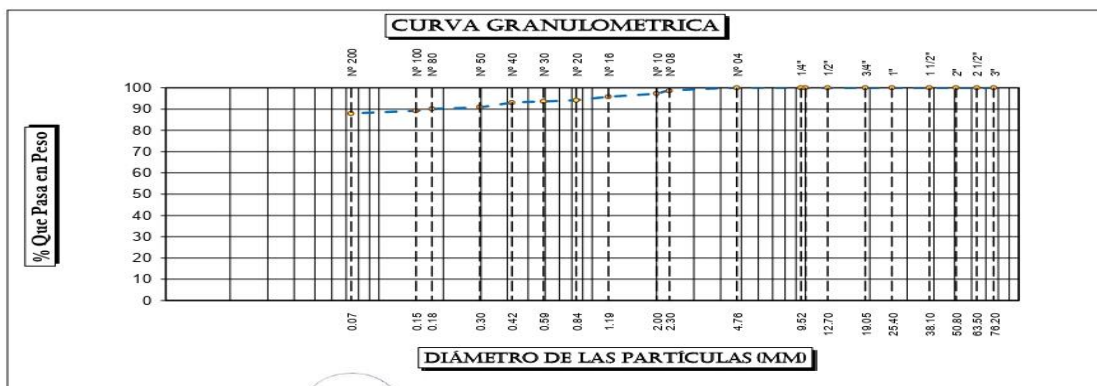 CURVA GRANULOMETRICA
Nº 200 Nº 100 Nº 80 Nº 50 Nº 40 Nº 30 Nº 20 Nº 16 Nº 10 Nº 08 Nº 04 1/4" 1/2" 3/4" 1" 1 1/2" 2" 2 1/2" 3"
% Que Pasa en Peso
100
90
80
70
60
50
40
30
20
10
0
0.07 0.15 0.18 0.30 0.42 0.59 0.84 1.19 2.00 2.30 4.76 9.52 12.70 19.05 25.40 38.10 50.80 63.50 76.20
DIÁMETRO DE LAS PARTÍCULAS (MM)